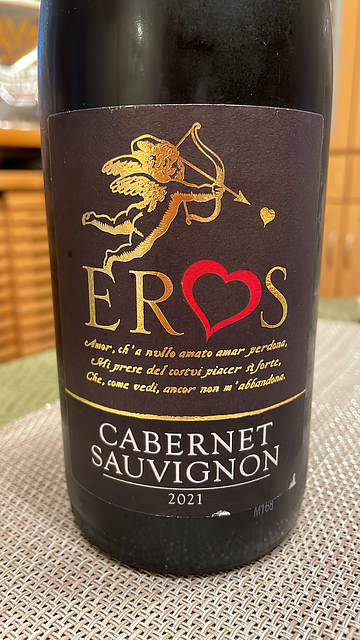 EROS
Amor, ch'a nullo amato amar perdona,
Mi prese del costui piacer sì forte,
Che, come vedi, ancor non m'abbandona.
CABERNET
SAUVIGNON
2021
M168